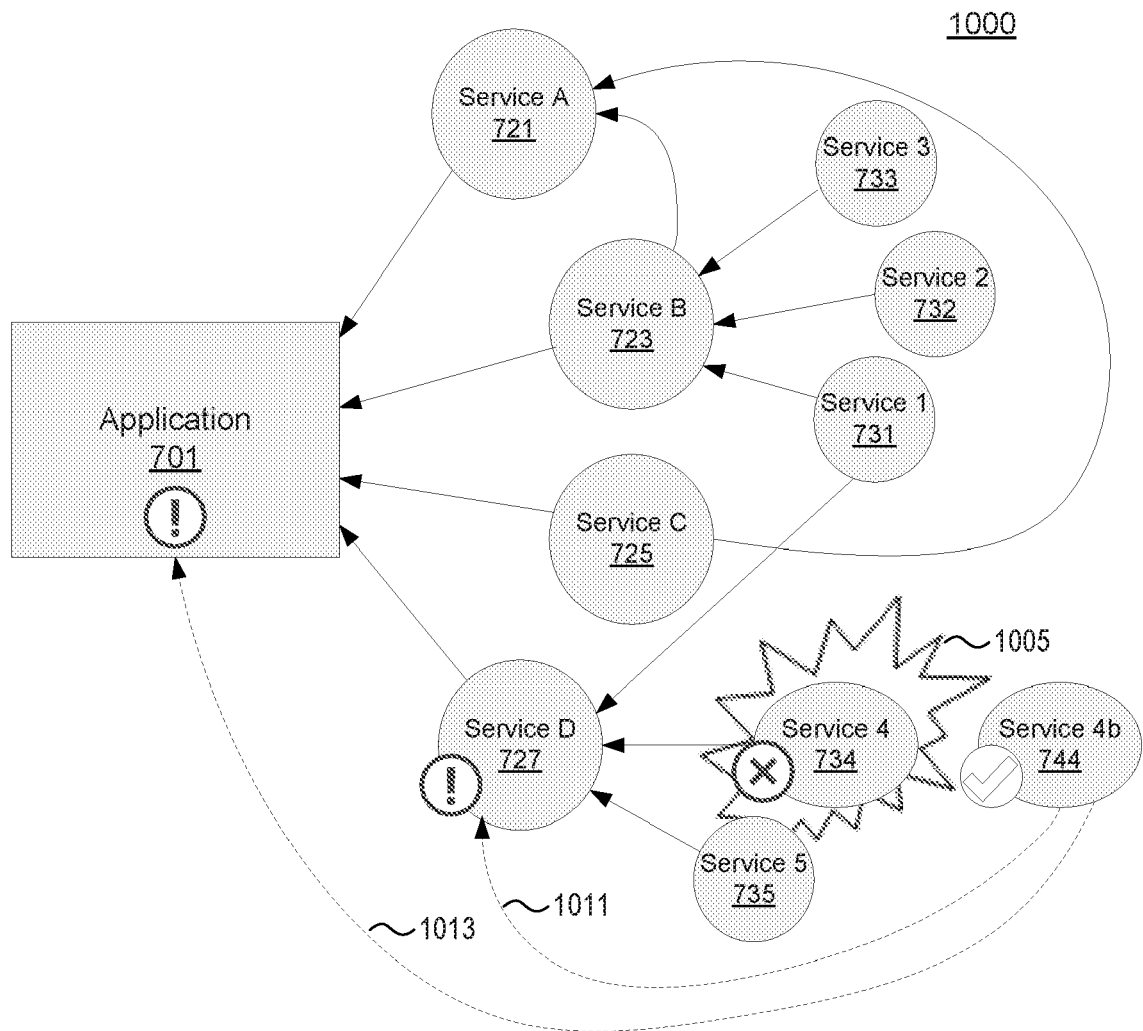 1000
Service A
721
Service 3
733
Service 2
732
Service B
723
Service 1
731
Application
701
!
Service C
725
1005
Service D
727
!
Service 4
734
Service 4b
744
Service 5
735
1011
1013